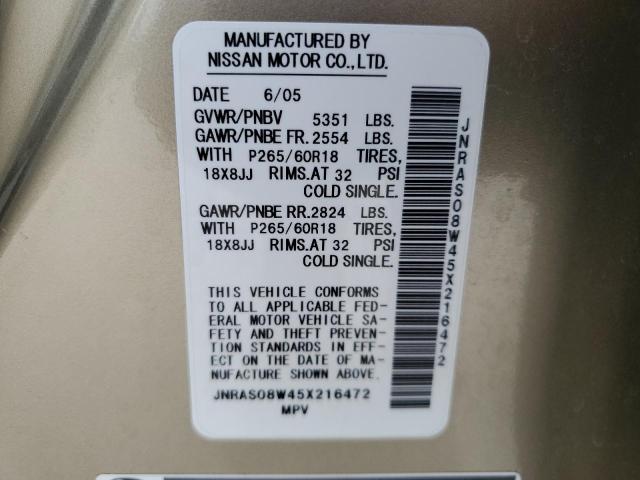 MANUFACTURED BY
NISSAN MOTOR CO.,LTD.
DATE 6/05
GVWR/PNBV 5351 LBS.
GAWR/PNBE FR. 2554 LBS.
WITH P265/60R18 TIRES,
18X8JJ RIMS.AT 32 PSI
COLD SINGLE.
GAWR/PNBE RR. 2824 LBS.
WITH P265/60R18 TIRES,
18X8JJ RIMS.AT 32 PSI
COLD SINGLE.
THIS VEHICLE CONFORMS
TO ALL APPLICABLE FED-
ERAL MOTOR VEHICLE SA-
FETY AND THEFT PREVEN-
TION STANDARDS IN EFF-
ECT ON THE DATE OF MA-
NUFACTURE SHOWN ABOVE.
JNRAS08W45X216472
MPV
JNRAS08W45X216472